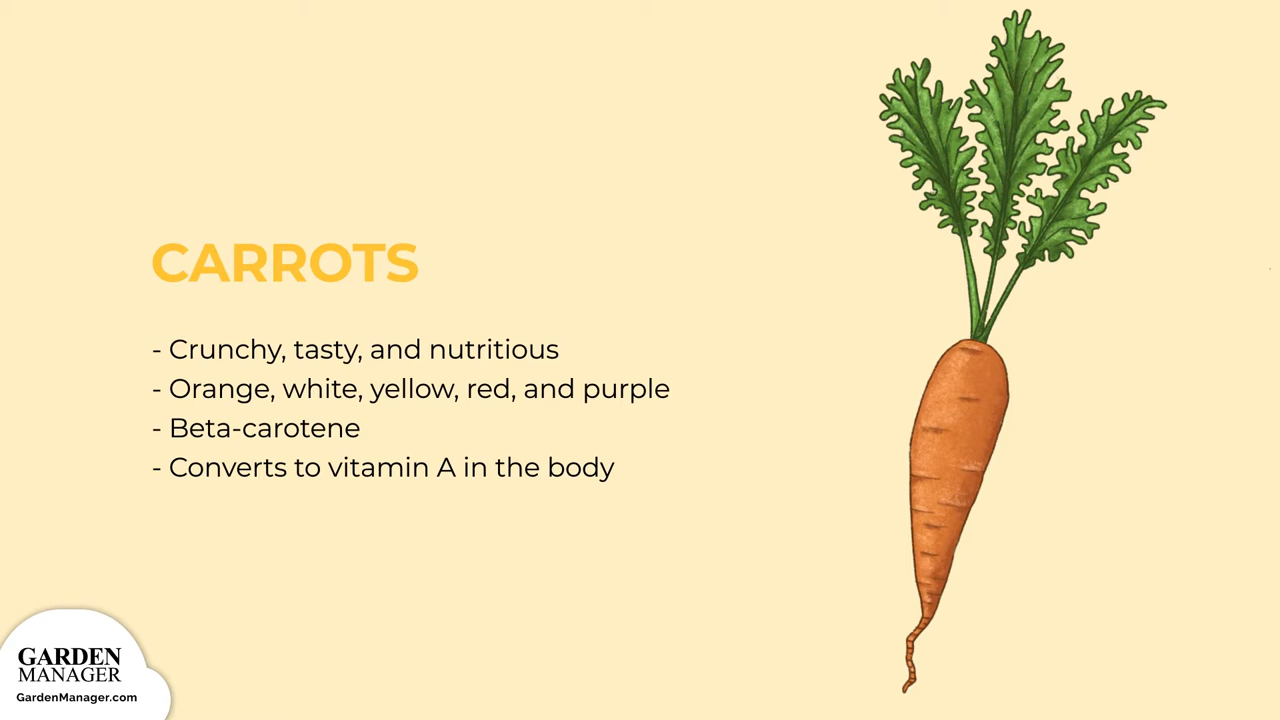 CARROTS
- Crunchy, tasty, and nutritious
- Orange, white, yellow, red, and purple
- Beta-carotene
- Converts to vitamin A in the body
GARDEN
MANAGER
GardenManager.com